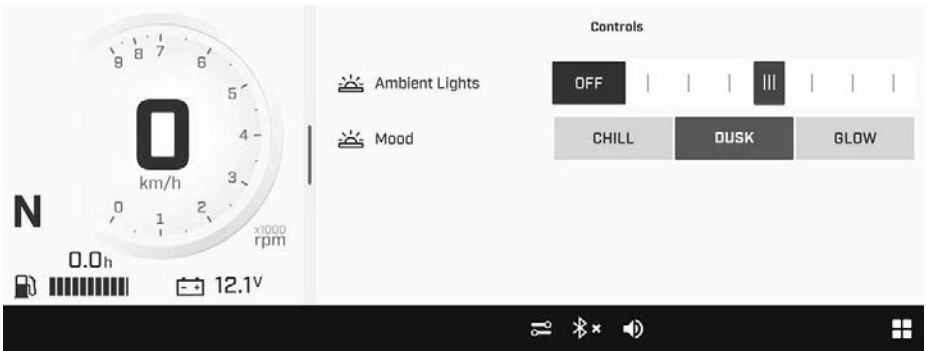 Controls
Ambient Lights
OFF
Mood
CHILL DUSK GLOW
9 8 7 6 5 4 3 2 1 0
0
km/h
x1000
rpm
N
0.0h
12.1V